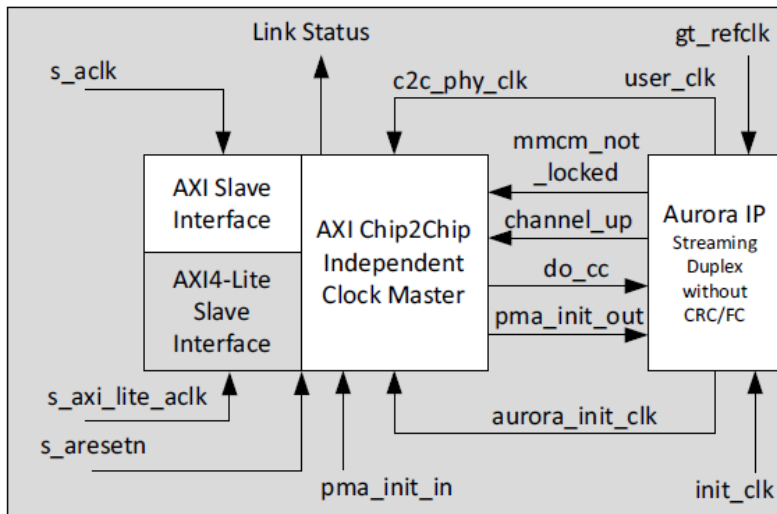 Link Status
gt_refclk
s_aclk
c2c_phy_clk
user_clk
mmcm_not
_locked
channel_up
do_cc
pma_init_out
AXI Slave
Interface
AXI4-Lite
Slave
Interface
AXI Chip2Chip
Independent
Clock Master
Aurora IP
Streaming
Duplex
without
CRC/FC
s_axi_lite_aclk
s_aresetn
aurora_init_clk
pma_init_in
init_clk